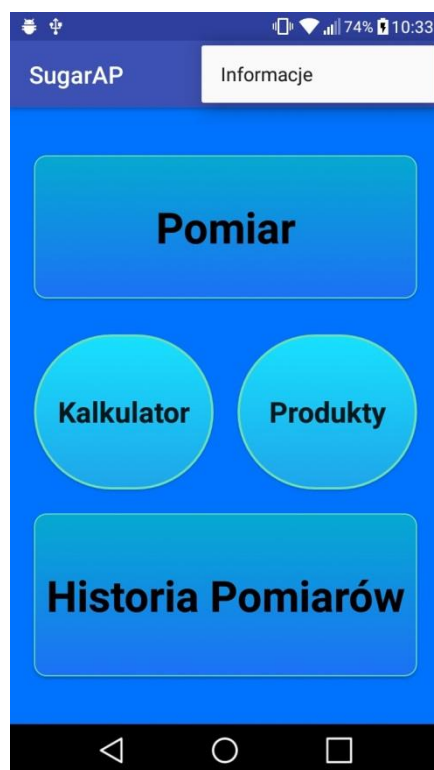 74% 10:33
SugarAP
Informacje
Pomiar
Kalkulator
Produkty
Historia Pomiarów